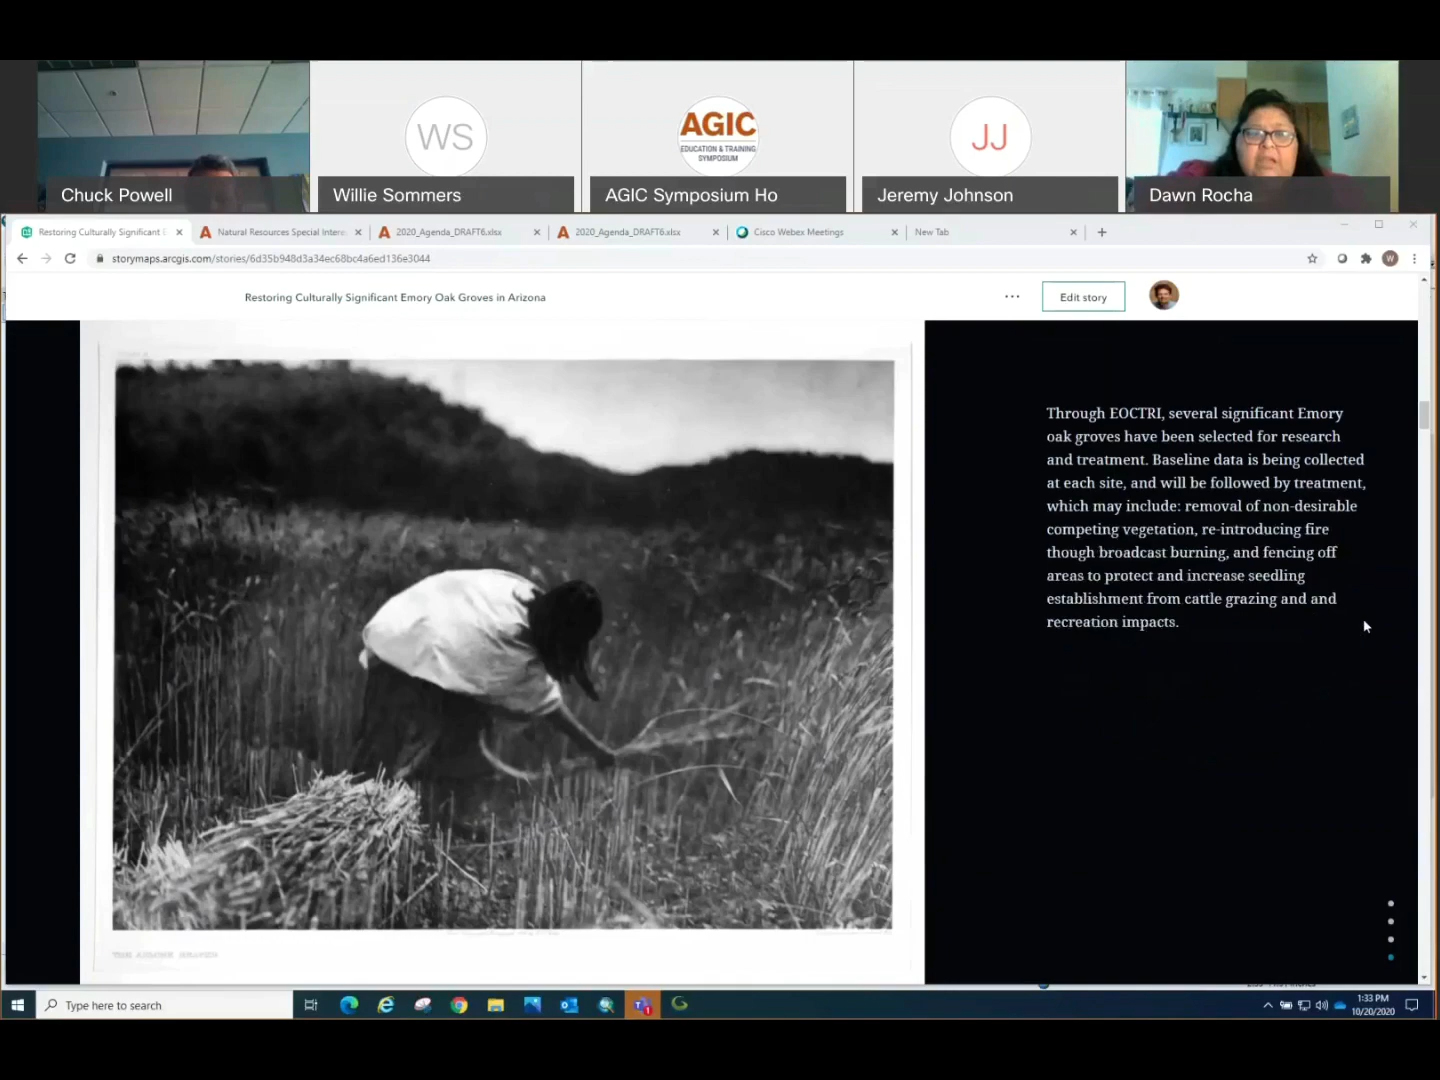 WS
AGIC
EDUCATION & TRAINING
SYMPOSIUM
JJ
Chuck Powell
Willie Sommers
AGIC Symposium Ho
Jeremy Johnson
Dawn Rocha
Restoring Culturally Significant
Natural Resources Special Intere
2020_Agenda_DRAFT6.xlsx
2020_Agenda_DRAFT6.xlsx
Cisco Webex Meetings
New Tab
storymaps.arcgis.com/stories/6d35b948d3a34ec68bc4a6ed136e3044
W
Restoring Culturally Significant Emory Oak Groves in Arizona
Edit story
Through EOCTRI, several significant Emory
oak groves have been selected for research
and treatment. Baseline data is being collected
at each site, and will be followed by treatment,
which may include: removal of non-desirable
competing vegetation, re-introducing fire
though broadcast burning, and fencing off
areas to protect and increase seedling
establishment from cattle grazing and and
recreation impacts.
Type here to search
1:33 PM
10/20/2020